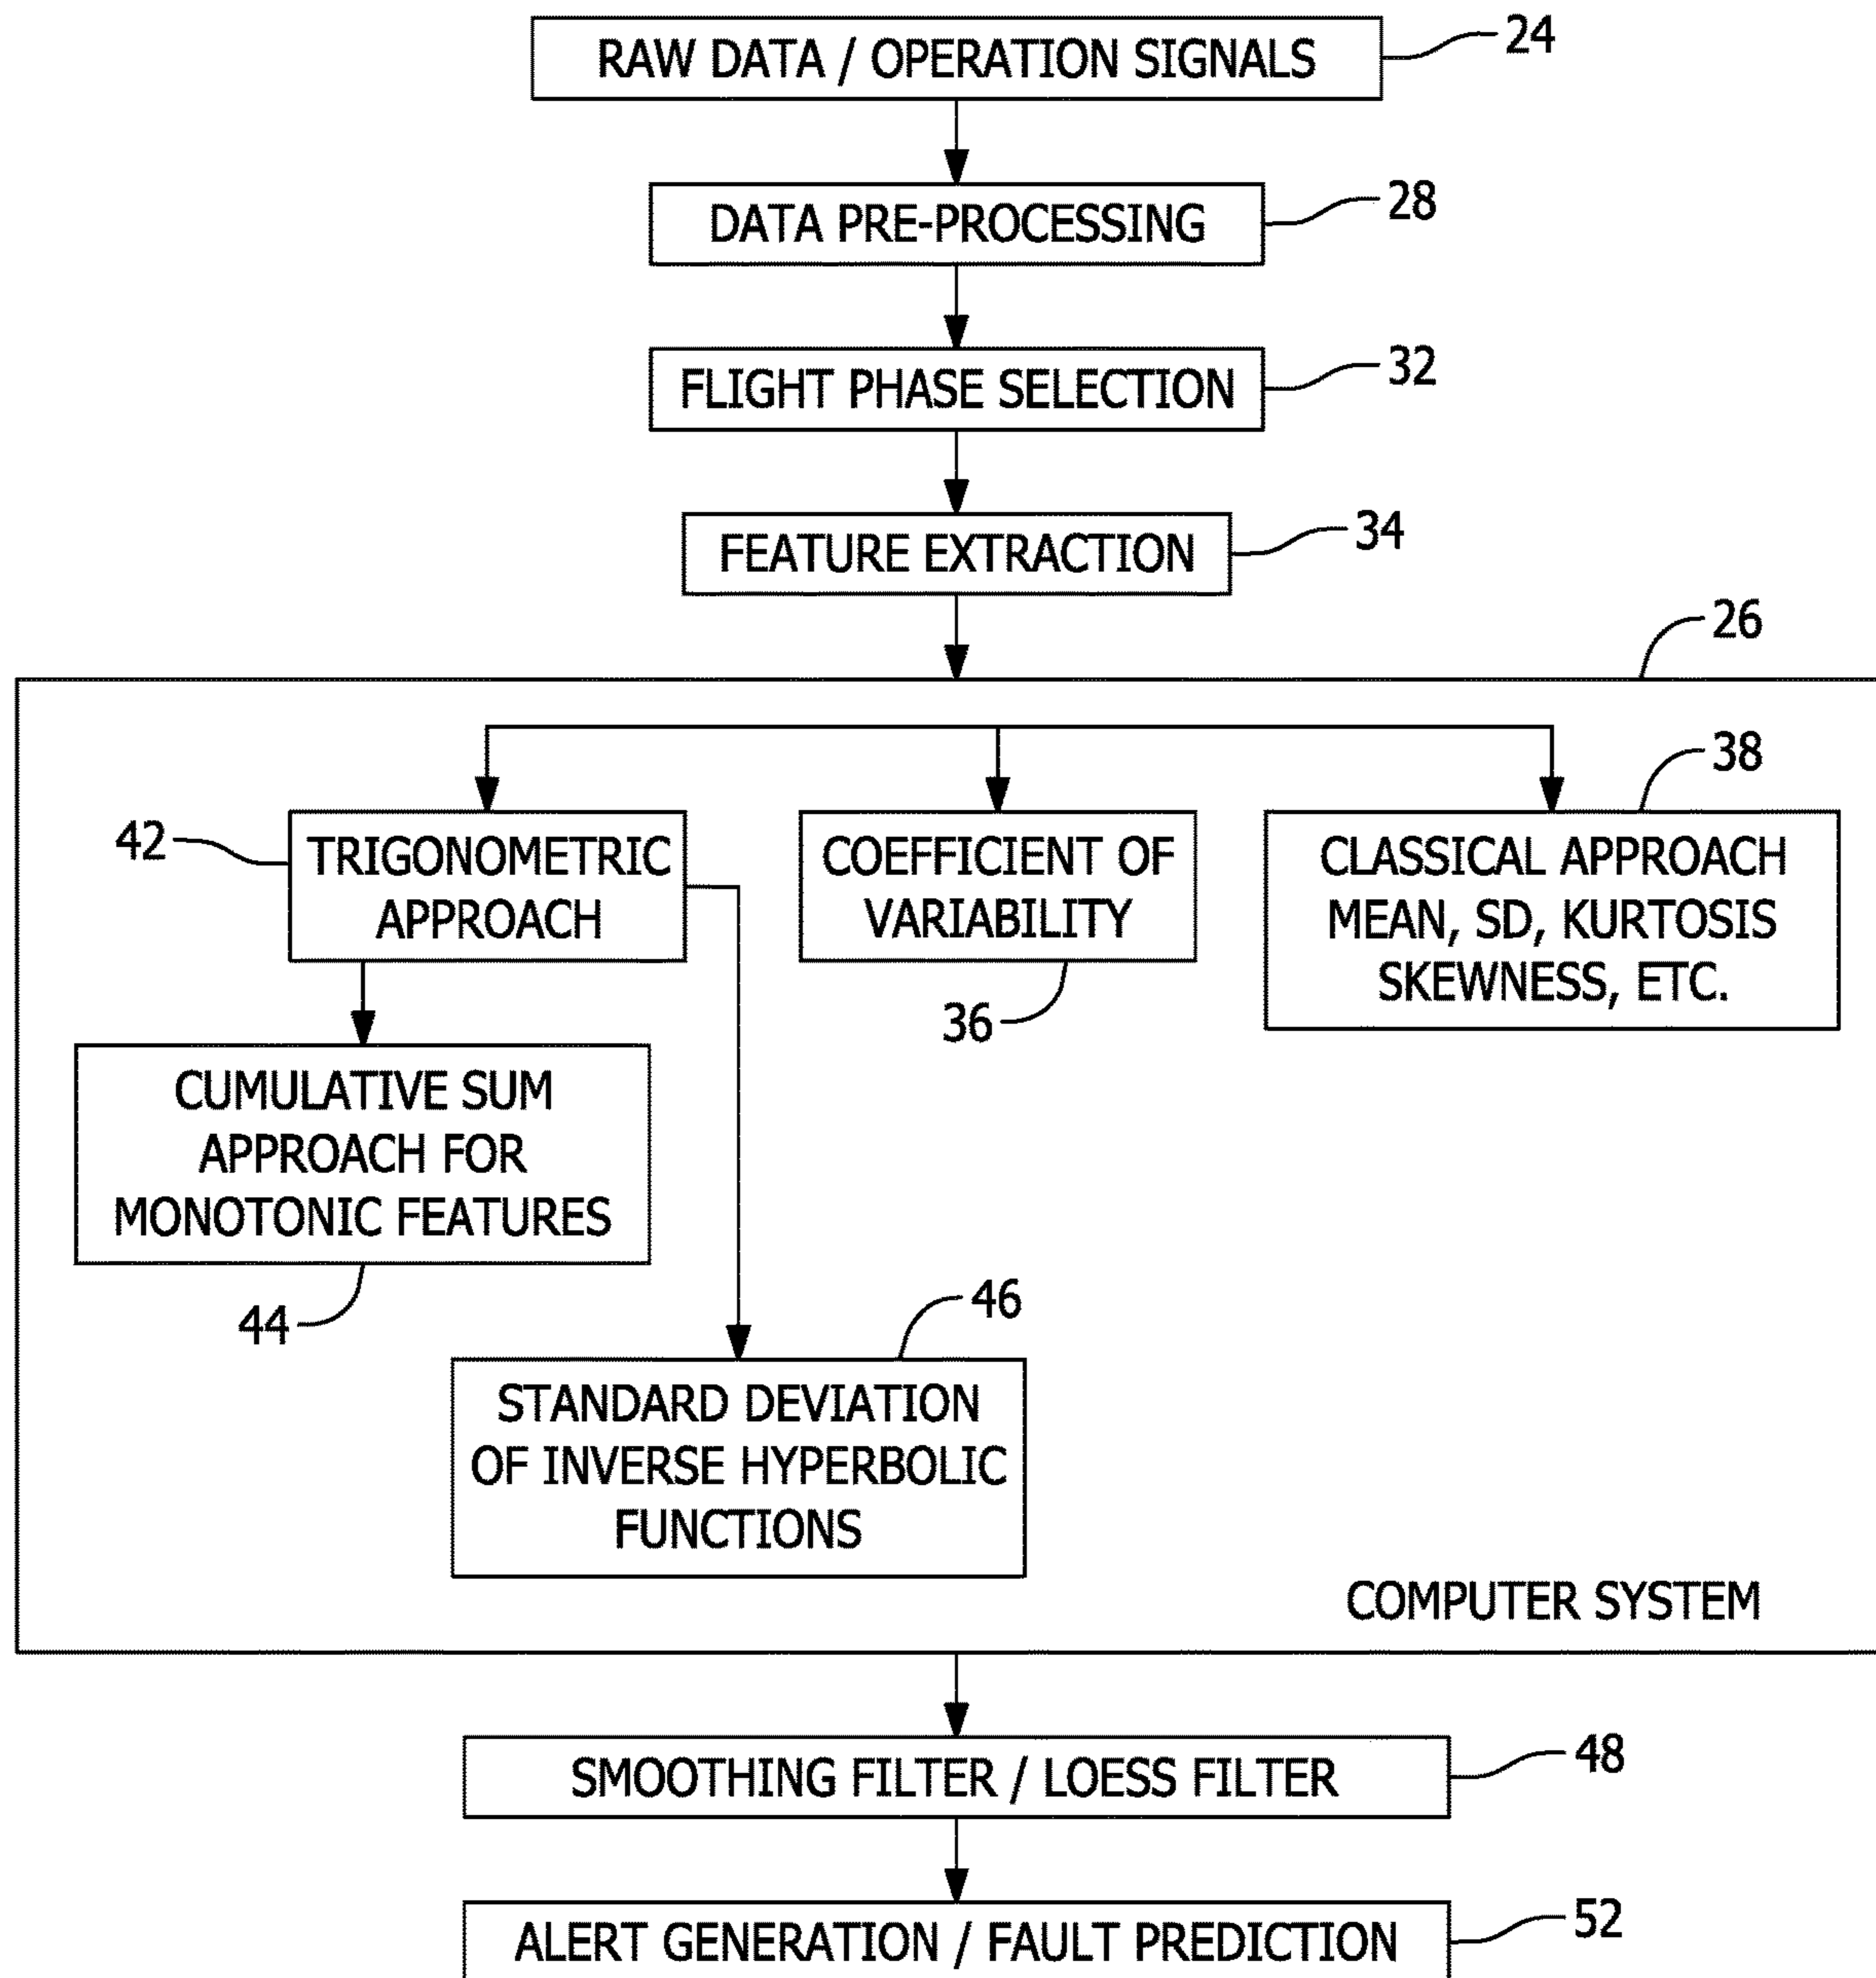 RAW DATA / OPERATION SIGNALS
24
DATA PRE-PROCESSING
28
FLIGHT PHASE SELECTION
32
FEATURE EXTRACTION
34
26
38
42
TRIGONOMETRIC
APPROACH
COEFFICIENT OF
VARIABILITY
36
CLASSICAL APPROACH
MEAN, SD, KURTOSIS
SKEWNESS, ETC.
CUMULATIVE SUM
APPROACH FOR
MONOTONIC FEATURES
44
46
STANDARD DEVIATION
OF INVERSE HYPERBOLIC
FUNCTIONS
COMPUTER SYSTEM
SMOOTHING FILTER / LOESS FILTER
48
ALERT GENERATION / FAULT PREDICTION
52